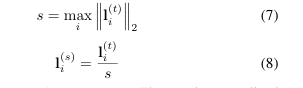 s = max_i ‖l_i^{(t)}‖_2 (7)
l_i^{(s)} = l_i^{(t)} / s (8)